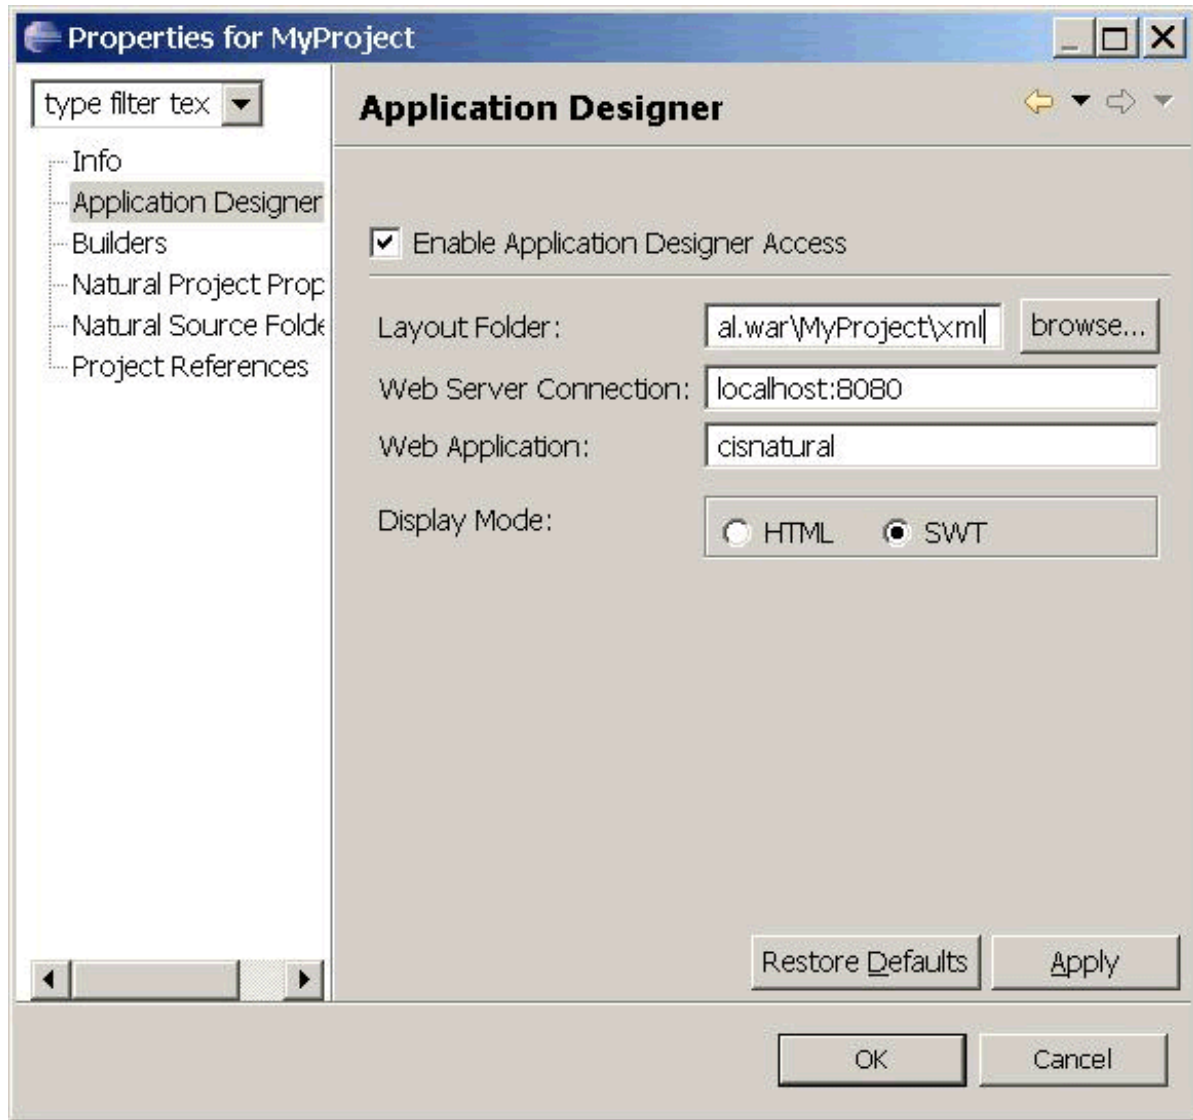 Properties for MyProject
type filter tex
Application Designer
Info
Application Designer
Builders
Natural Project Prop
Natural Source Folde
Project References
Enable Application Designer Access
Layout Folder: al.war\MyProject\xml browse...
Web Server Connection: localhost:8080
Web Application: cisnatural
Display Mode: HTML SWT
Restore Defaults Apply
OK Cancel